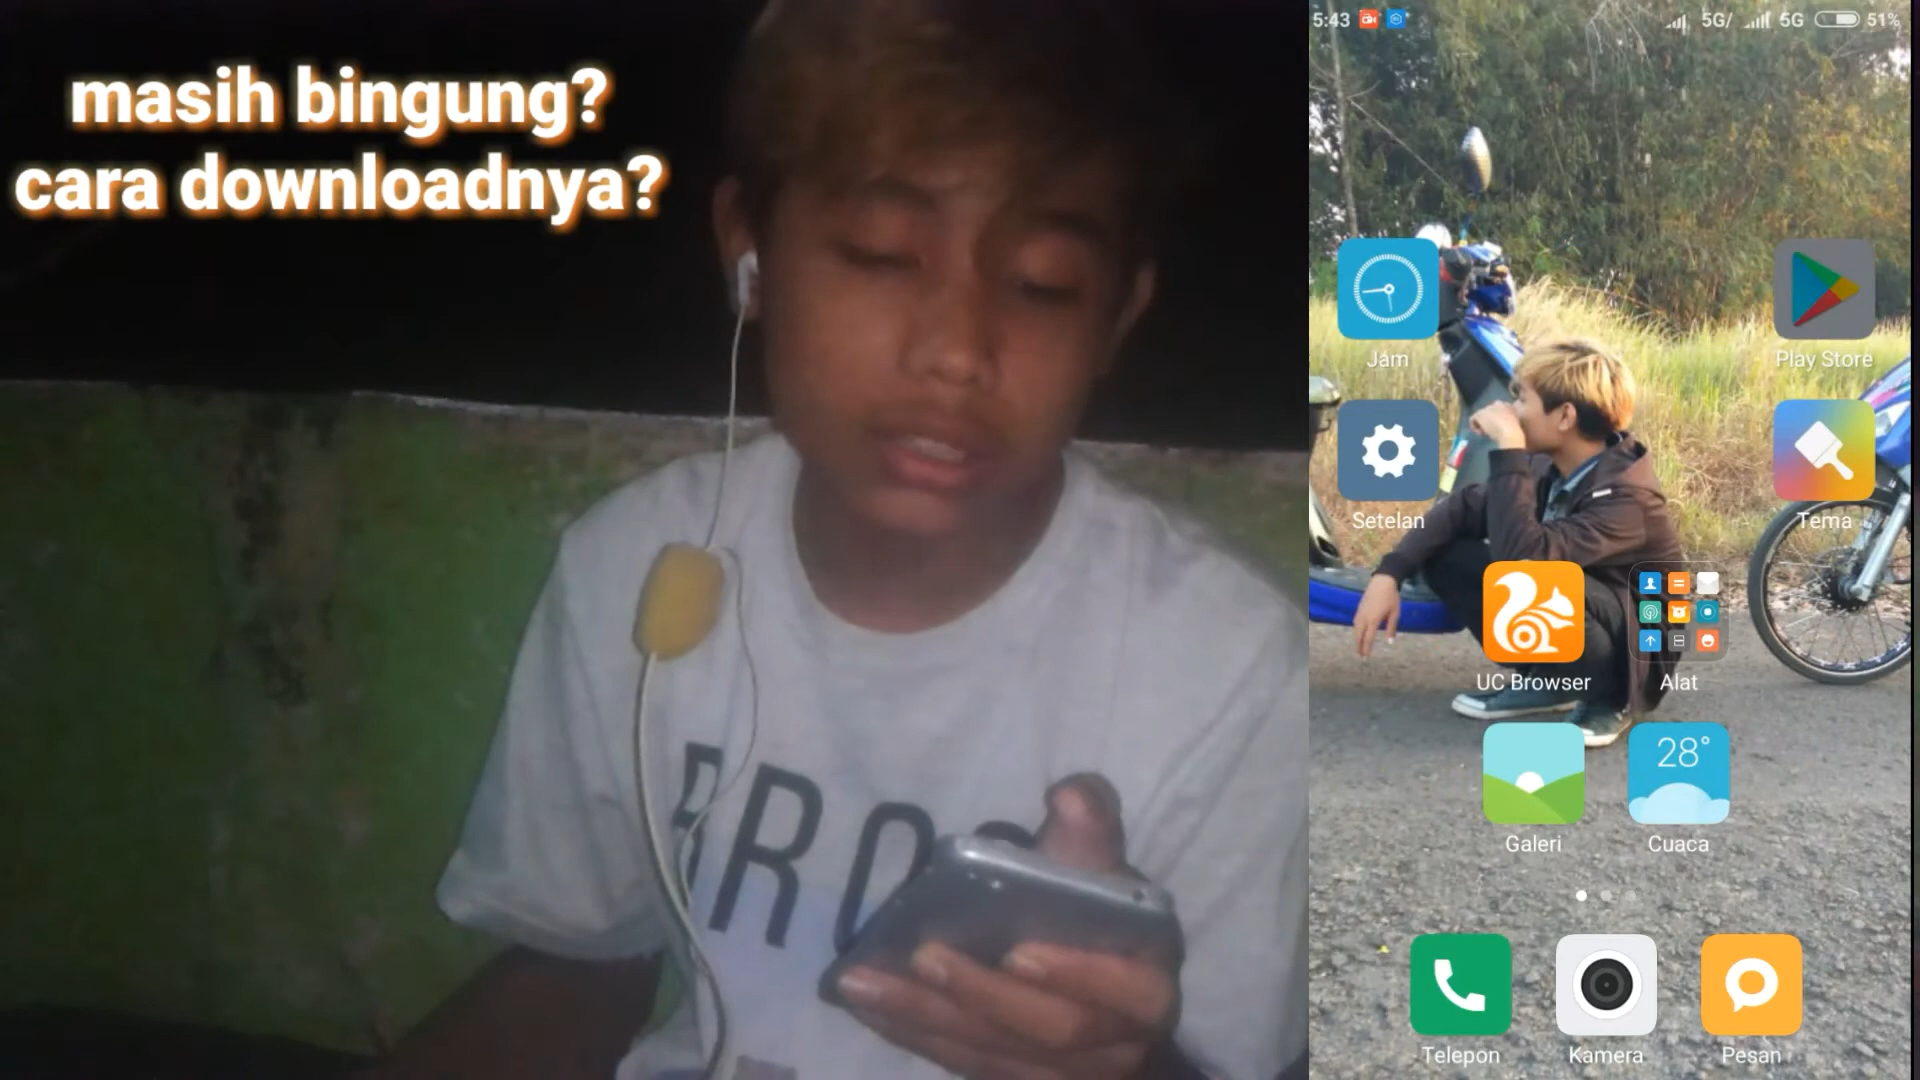 masih bingung?
cara downloadnya?
5:43
5G/ 5G 51%
Jam
Play Store
Setelan
Tema
UC Browser
Alat
28°
Galeri
Cuaca
Telepon
Kamera
Pesan